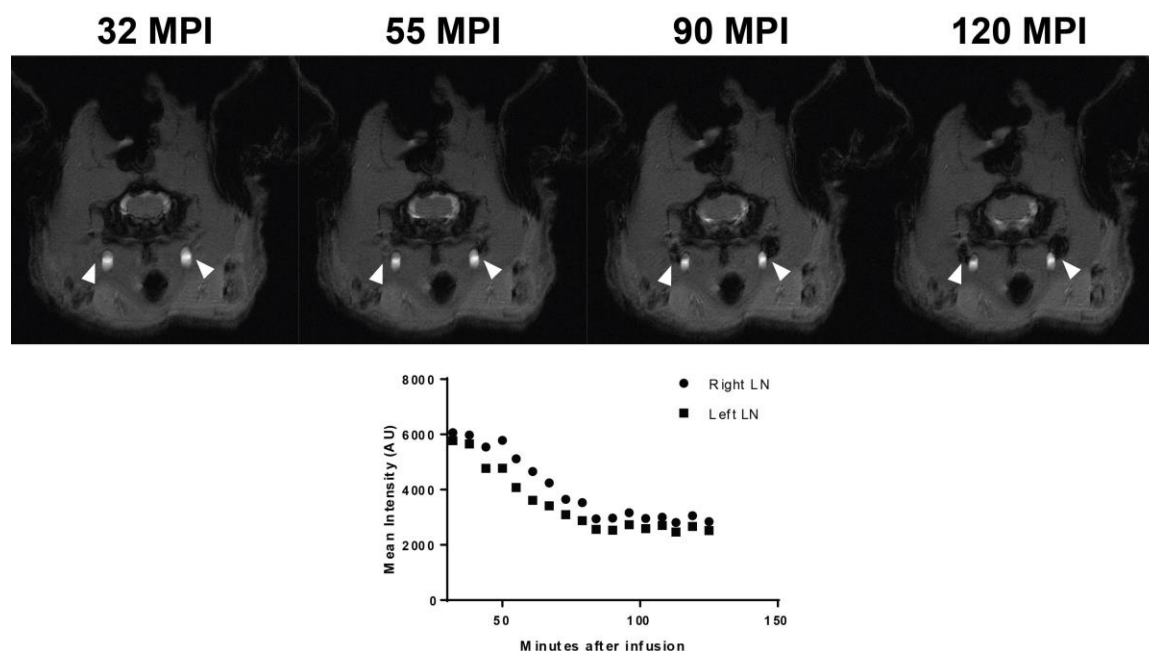 32 MPI
55 MPI
90 MPI
120 MPI
8000
6000
4000
2000
0
Mean Intensity (AU)
Right LN
Left LN
50
100
150
Minutes after infusion